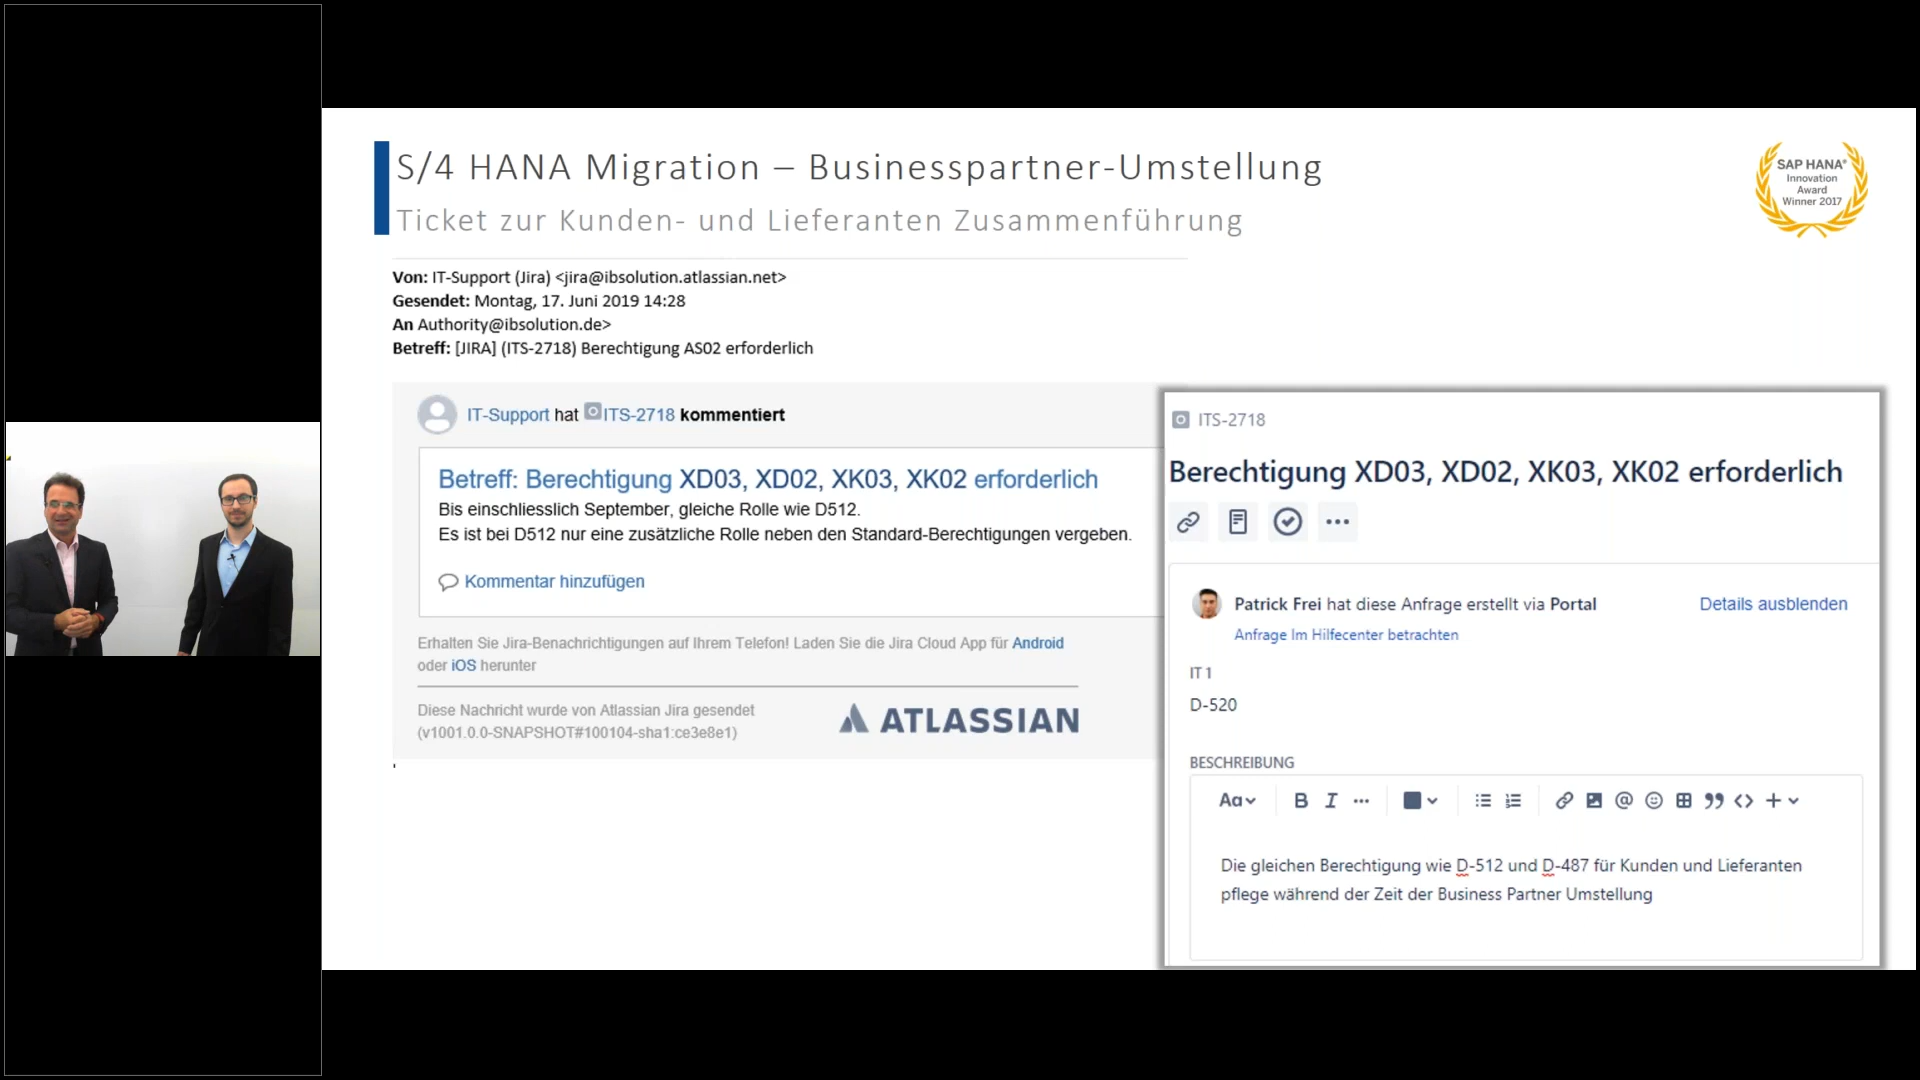 S/4 HANA Migration – Businesspartner-Umstellung
Ticket zur Kunden- und Lieferanten Zusammenführung
SAP HANA®
Innovation
Award
Winner 2017
Von: IT-Support (Jira) <jira@ibsolution.atlassian.net>
Gesendet: Montag, 17. Juni 2019 14:28
An Authority@ibsolution.de>
Betreff: [JIRA] (ITS-2718) Berechtigung AS02 erforderlich
IT-Support hat ITS-2718 kommentiert
Betreff: Berechtigung XD03, XD02, XK03, XK02 erforderlich
Bis einschliesslich September, gleiche Rolle wie D512.
Es ist bei D512 nur eine zusätzliche Rolle neben den Standard-Berechtigungen vergeben.
Kommentar hinzufügen
Erhalten Sie Jira-Benachrichtigungen auf Ihrem Telefon! Laden Sie die Jira Cloud App für Android
oder iOS herunter
Diese Nachricht wurde von Atlassian Jira gesendet
(v1001.0.0-SNAPSHOT#100104-sha1:ce3e8e1)
ATLASSIAN
ITS-2718
Berechtigung XD03, XD02, XK03, XK02 erforderlich
Patrick Frei hat diese Anfrage erstellt via Portal
Details ausblenden
Anfrage Im Hilfecenter betrachten
IT 1
D-520
BESCHREIBUNG
Aa B I
Die gleichen Berechtigung wie D-512 und D-487 für Kunden und Lieferanten
pflege während der Zeit der Business Partner Umstellung